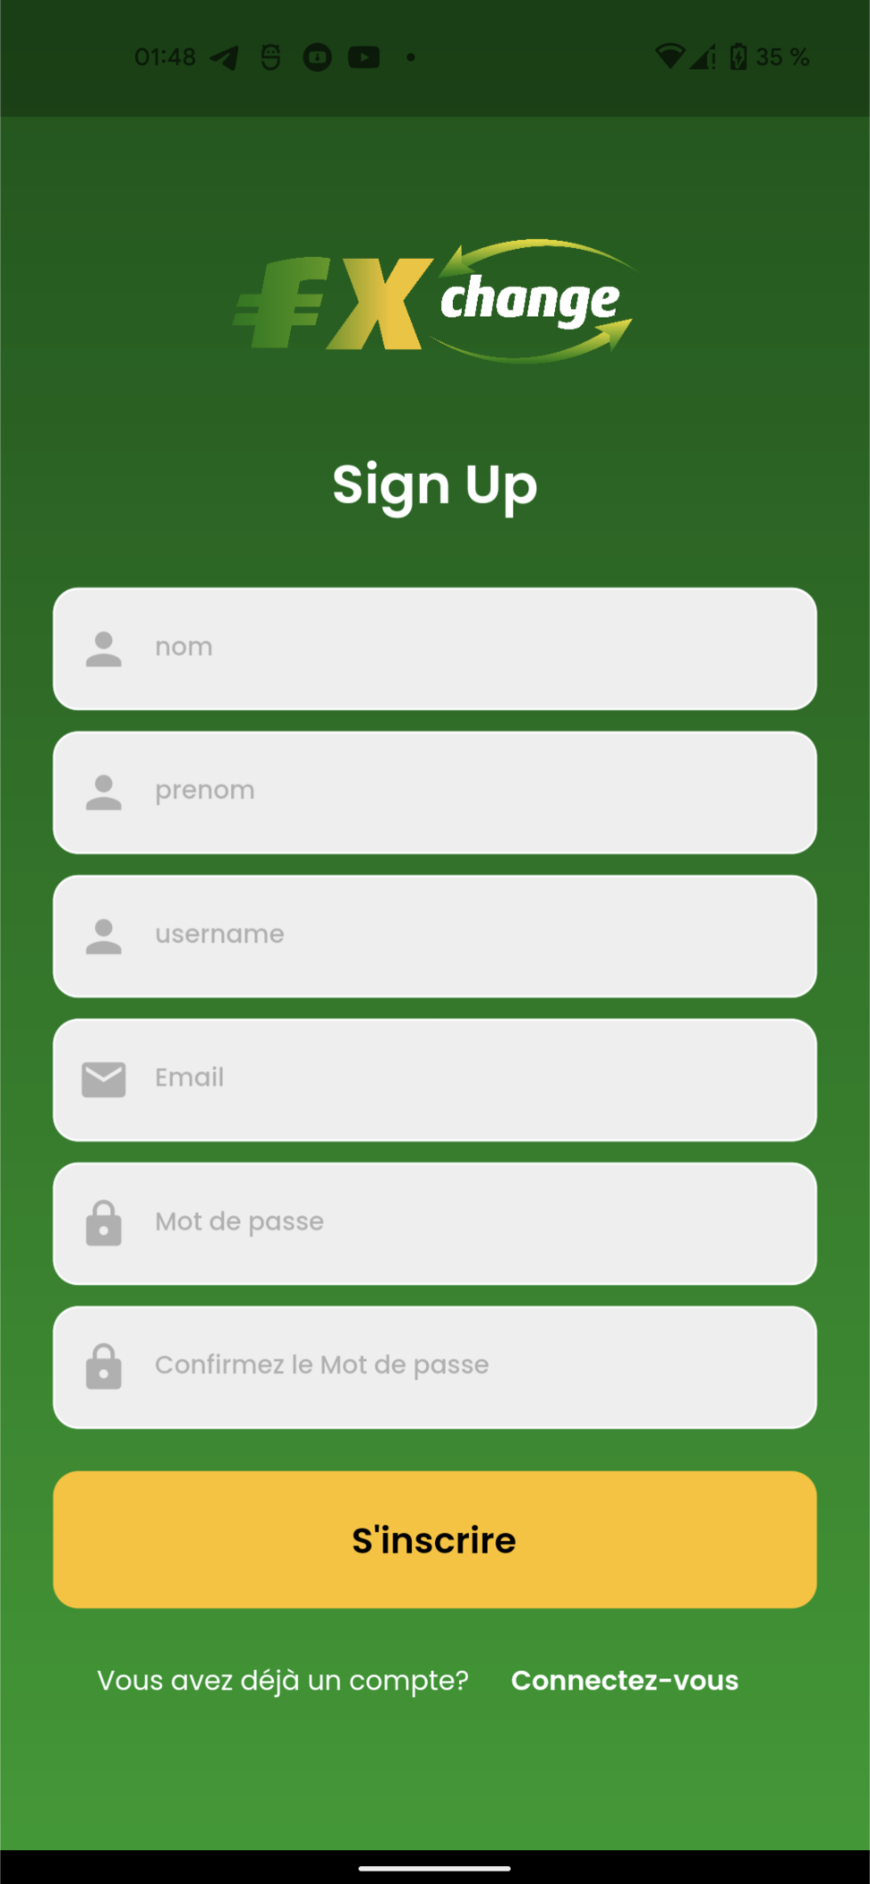 01:48
35 %
€X change
Sign Up
nom
prenom
username
Email
Mot de passe
Confirmez le Mot de passe
S'inscrire
Vous avez déjà un compte? Connectez-vous